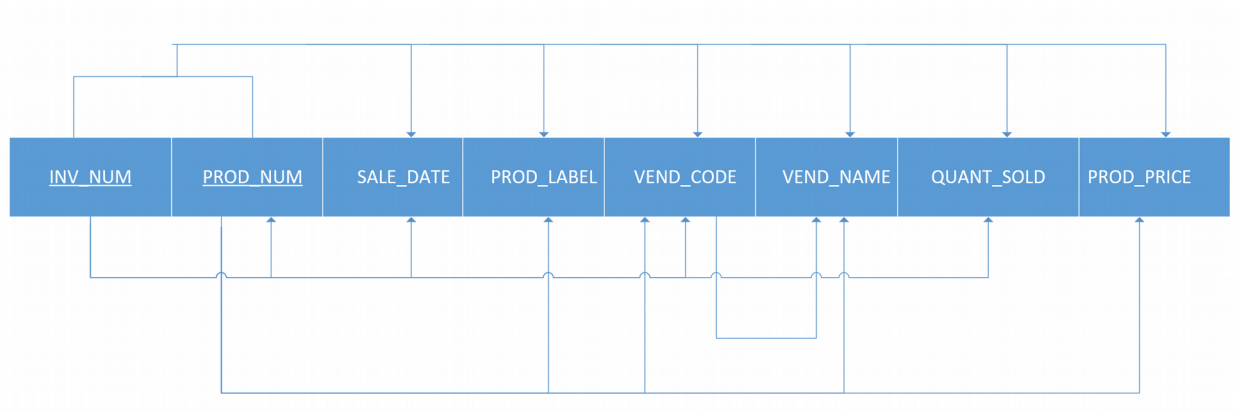 INV_NUM PROD_NUM SALE_DATE PROD_LABEL VEND_CODE VEND_NAME QUANT_SOLD PROD_PRICE